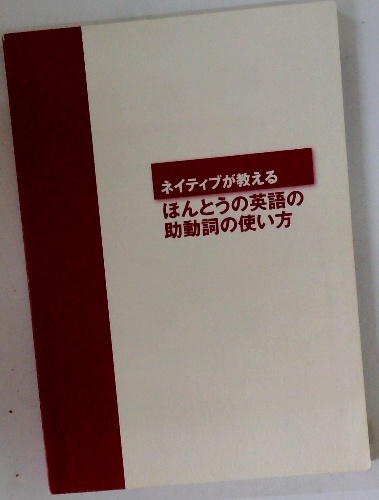 ネイティブが教える
ほんとうの英語の
助動詞の使い方